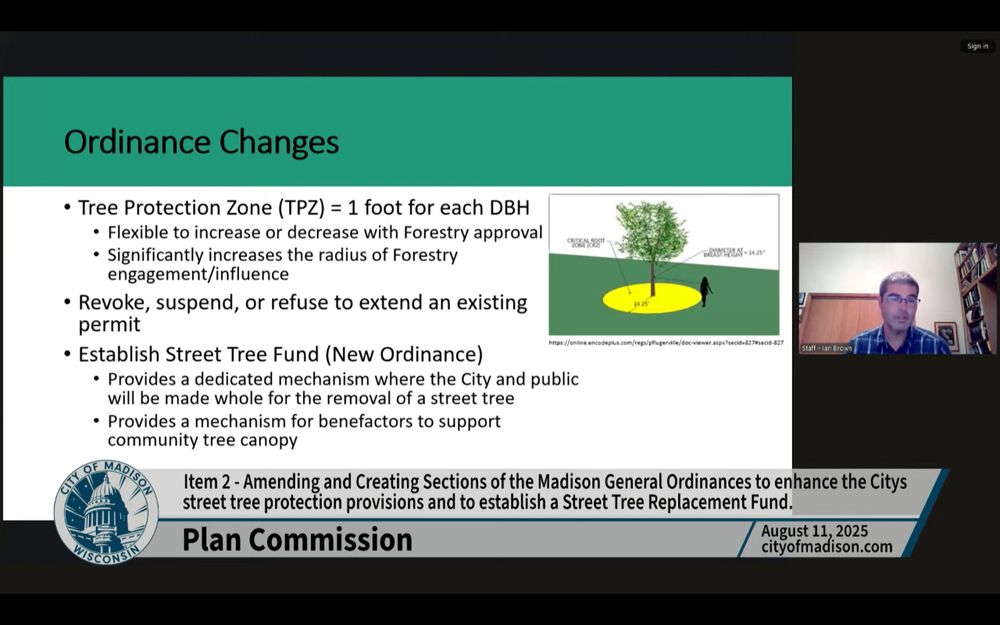 Sign in
Ordinance Changes
• Tree Protection Zone (TPZ) = 1 foot for each DBH
• Flexible to increase or decrease with Forestry approval
• Significantly increases the radius of Forestry
engagement/influence
• Revoke, suspend, or refuse to extend an existing
permit
• Establish Street Tree Fund (New Ordinance)
• Provides a dedicated mechanism where the City and public
will be made whole for the removal of a street tree
• Provides a mechanism for benefactors to support
community tree canopy
CRITICAL ROOT
ZONE (CRZ)
DIAMETER AT
BREAST HEIGHT = 14.25"
14.25'
https://online.encodeplus.com/regs/pflugerville/doc-viewer.aspx?secid=827#secid-827
Staff - Ian Brown
CITY OF MADISON
WISCONSIN
Item 2 - Amending and Creating Sections of the Madison General Ordinances to enhance the Citys
street tree protection provisions and to establish a Street Tree Replacement Fund.
Plan Commission
August 11, 2025
cityofmadison.com